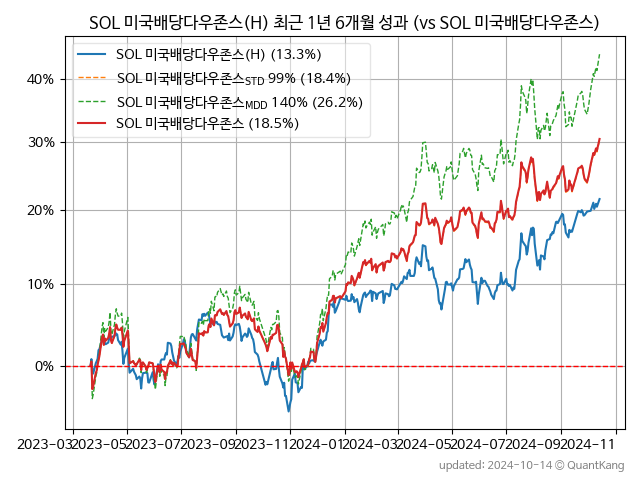 SOL 미국배당다우존스(H) 최근 1년 6개월 성과 (vs SOL 미국배당다우존스)
SOL 미국배당다우존스(H) (13.3%)
SOL 미국배당다우존스STD 99% (18.4%)
SOL 미국배당다우존스MDD 140% (26.2%)
SOL 미국배당다우존스 (18.5%)
40%
30%
20%
10%
0%
2023-03 2023-05 2023-07 2023-09 2023-11 2024-01 2024-03 2024-05 2024-07 2024-09 2024-11
updated: 2024-10-14 © QuantKang